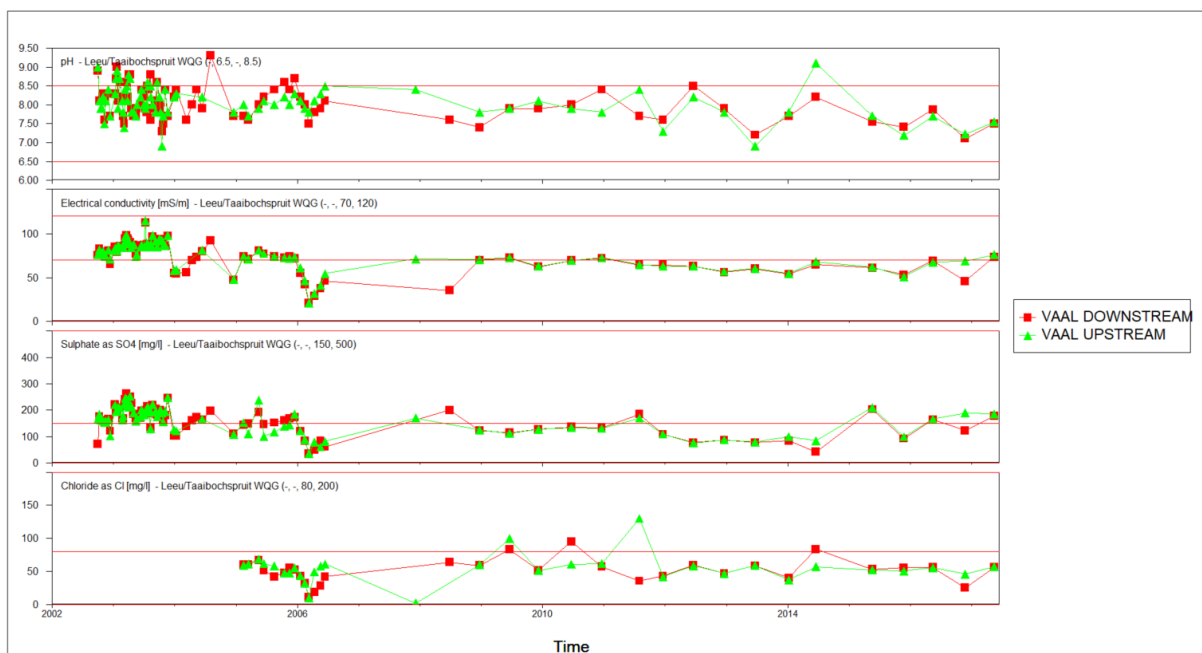 9.50
pH - Leeu/Taaibochspruit WQG (-, 6.5, -, 8.5)
9.00
8.50
8.00
7.50
7.00
6.50
6.00
Electrical conductivity [mS/m] - Leeu/Taaibochspruit WQG (-, -, 70, 120)
100
50
0
Sulphate as SO4 [mg/l] - Leeu/Taaibochspruit WQG (-, -, 150, 500)
400
300
200
100
0
Chloride as Cl [mg/l] - Leeu/Taaibochspruit WQG (-, -, 80, 200)
150
100
50
0
2002 2006 2010 2014
Time
VAAL DOWNSTREAM
VAAL UPSTREAM